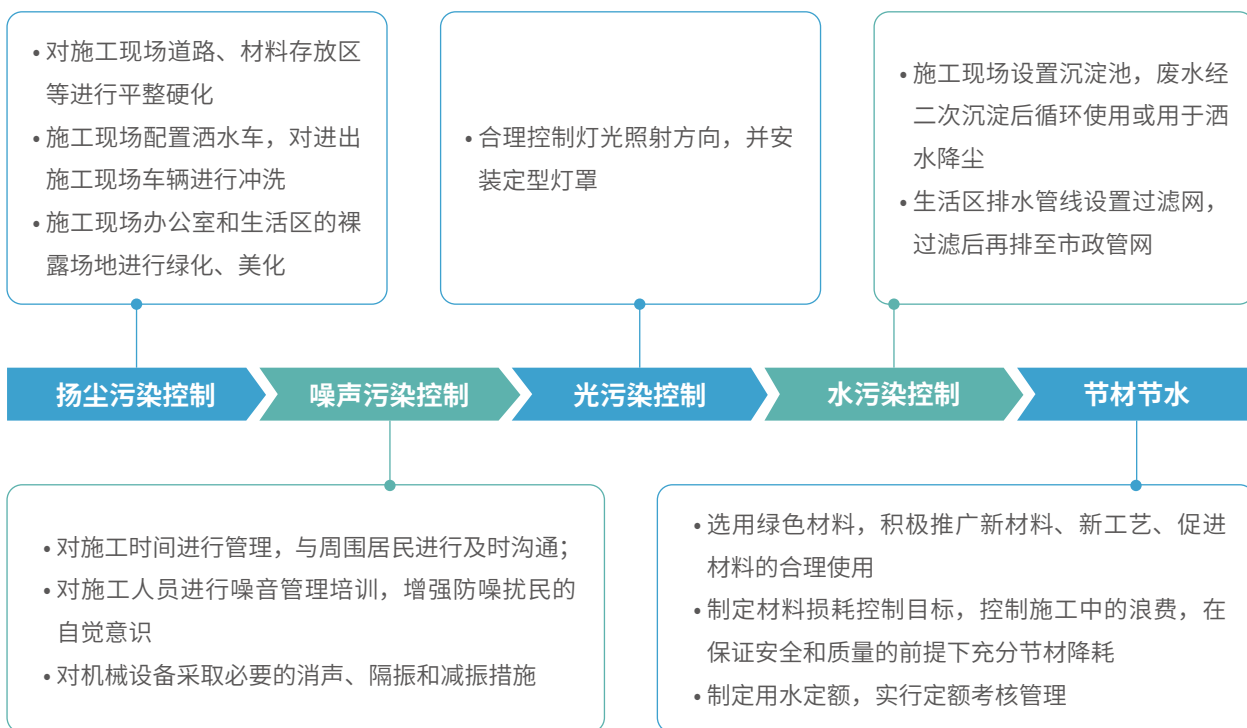 • 对施工现场道路、材料存放区
等进行平整硬化
• 施工现场配置洒水车，对进出
施工现场车辆进行冲洗
• 施工现场办公室和生活区的裸
露场地进行绿化、美化
• 合理控制灯光照射方向，并安
装定型灯罩
• 施工现场设置沉淀池，废水经
二次沉淀后循环使用或用于洒
水降尘
• 生活区排水管线设置过滤网，
过滤后再排至市政管网
扬尘污染控制
噪声污染控制
光污染控制
水污染控制
节材节水
• 对施工时间进行管理，与周围居民进行及时沟通；
• 对施工人员进行噪音管理培训，增强防噪扰民的
自觉意识
• 对机械设备采取必要的消声、隔振和减振措施
• 选用绿色材料，积极推广新材料、新工艺、促进
材料的合理使用
• 制定材料损耗控制目标，控制施工中的浪费，在
保证安全和质量的前提下充分节材降耗
• 制定用水定额，实行定额考核管理